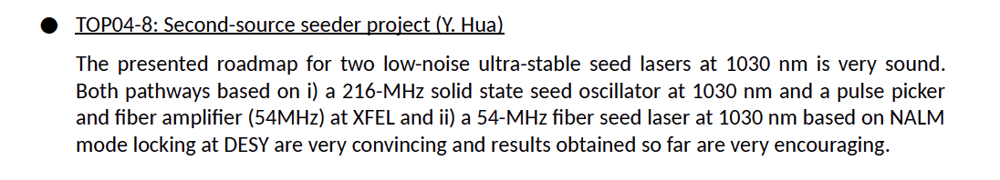 ● TOP04-8: Second-source seeder project (Y. Hua)
The presented roadmap for two low-noise ultra-stable seed lasers at 1030 nm is very sound.
Both pathways based on i) a 216-MHz solid state seed oscillator at 1030 nm and a pulse picker
and fiber amplifier (54MHz) at XFEL and ii) a 54-MHz fiber seed laser at 1030 nm based on NALM
mode locking at DESY are very convincing and results obtained so far are very encouraging.